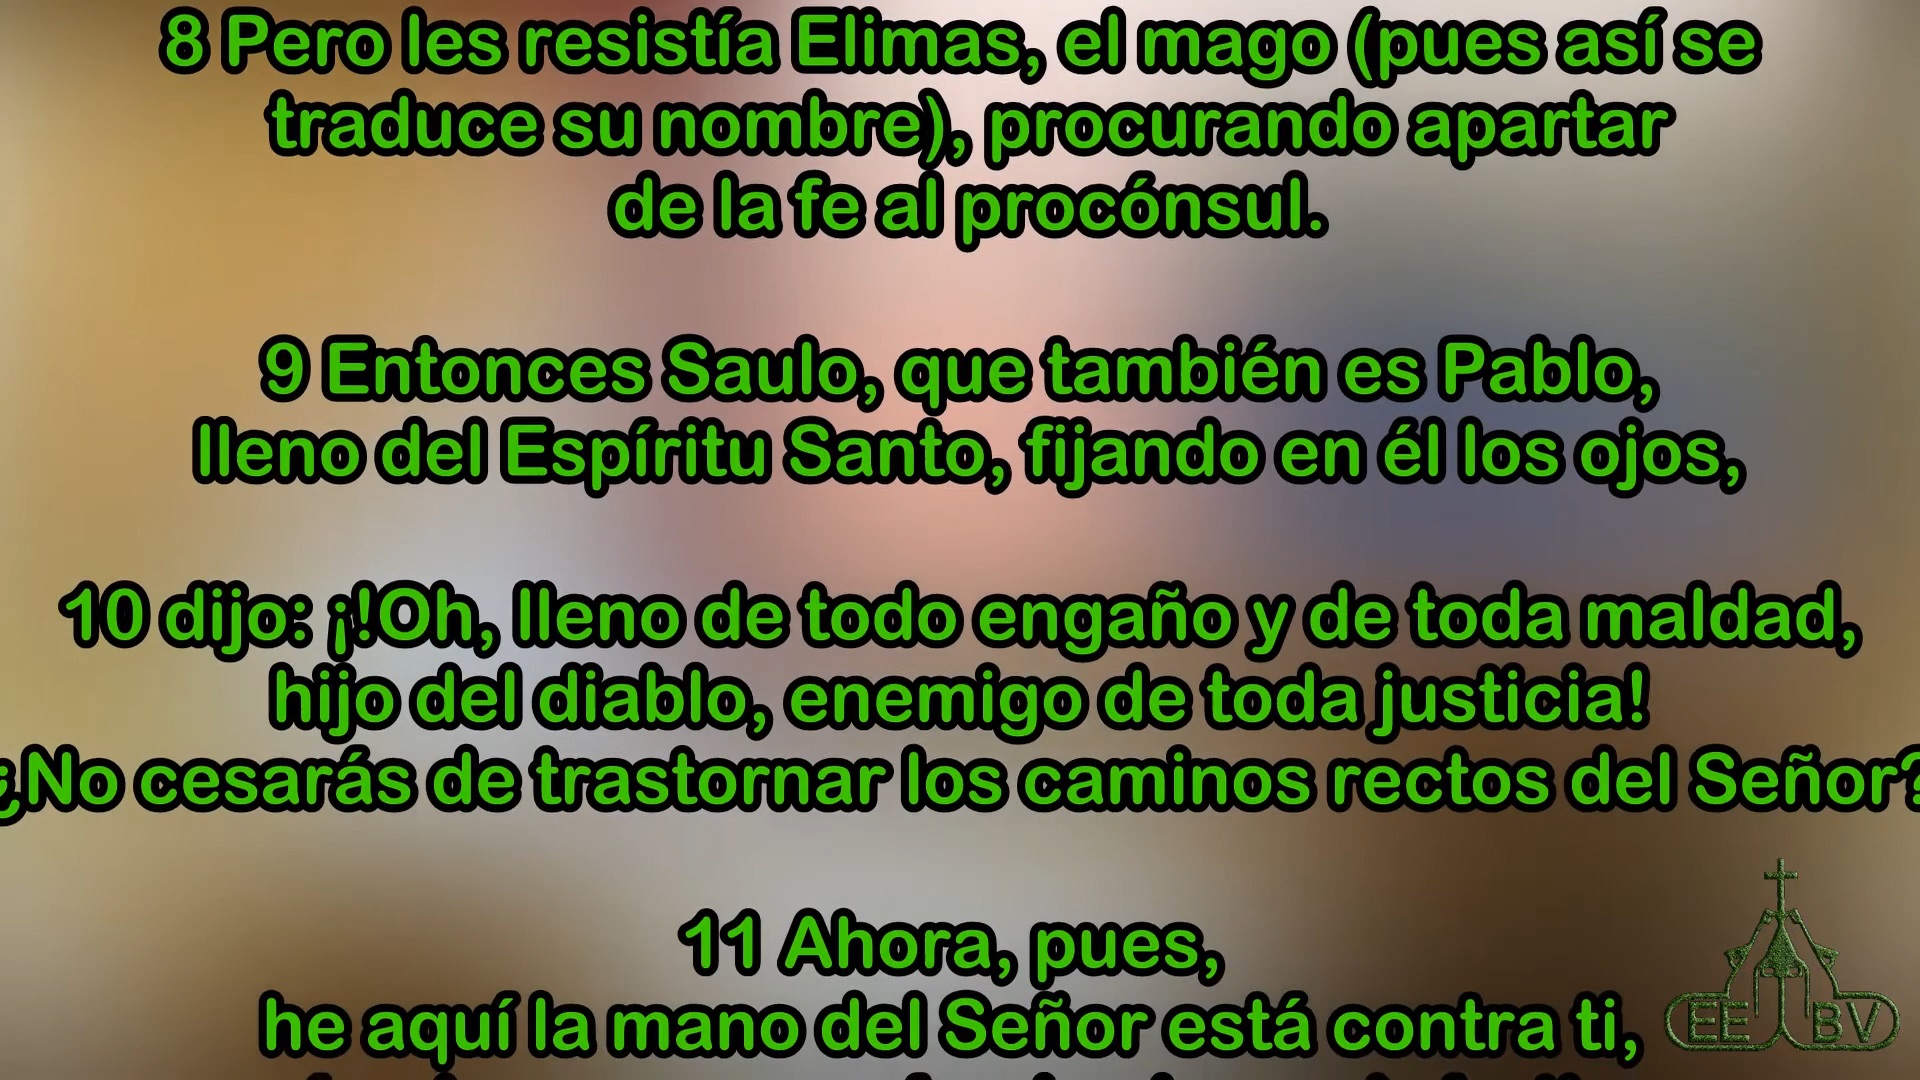 8 Pero les resistía Elimas, el mago (pues así se
traduce su nombre), procurando apartar
de la fe al procónsul.
9 Entonces Saulo, que también es Pablo,
lleno del Espíritu Santo, fijando en él los ojos,
10 dijo: ¡!Oh, lleno de todo engaño y de toda maldad,
hijo del diablo, enemigo de toda justicia!
¿No cesarás de trastornar los caminos rectos del Señor?
11 Ahora, pues,
he aquí la mano del Señor está contra ti,
EE BV